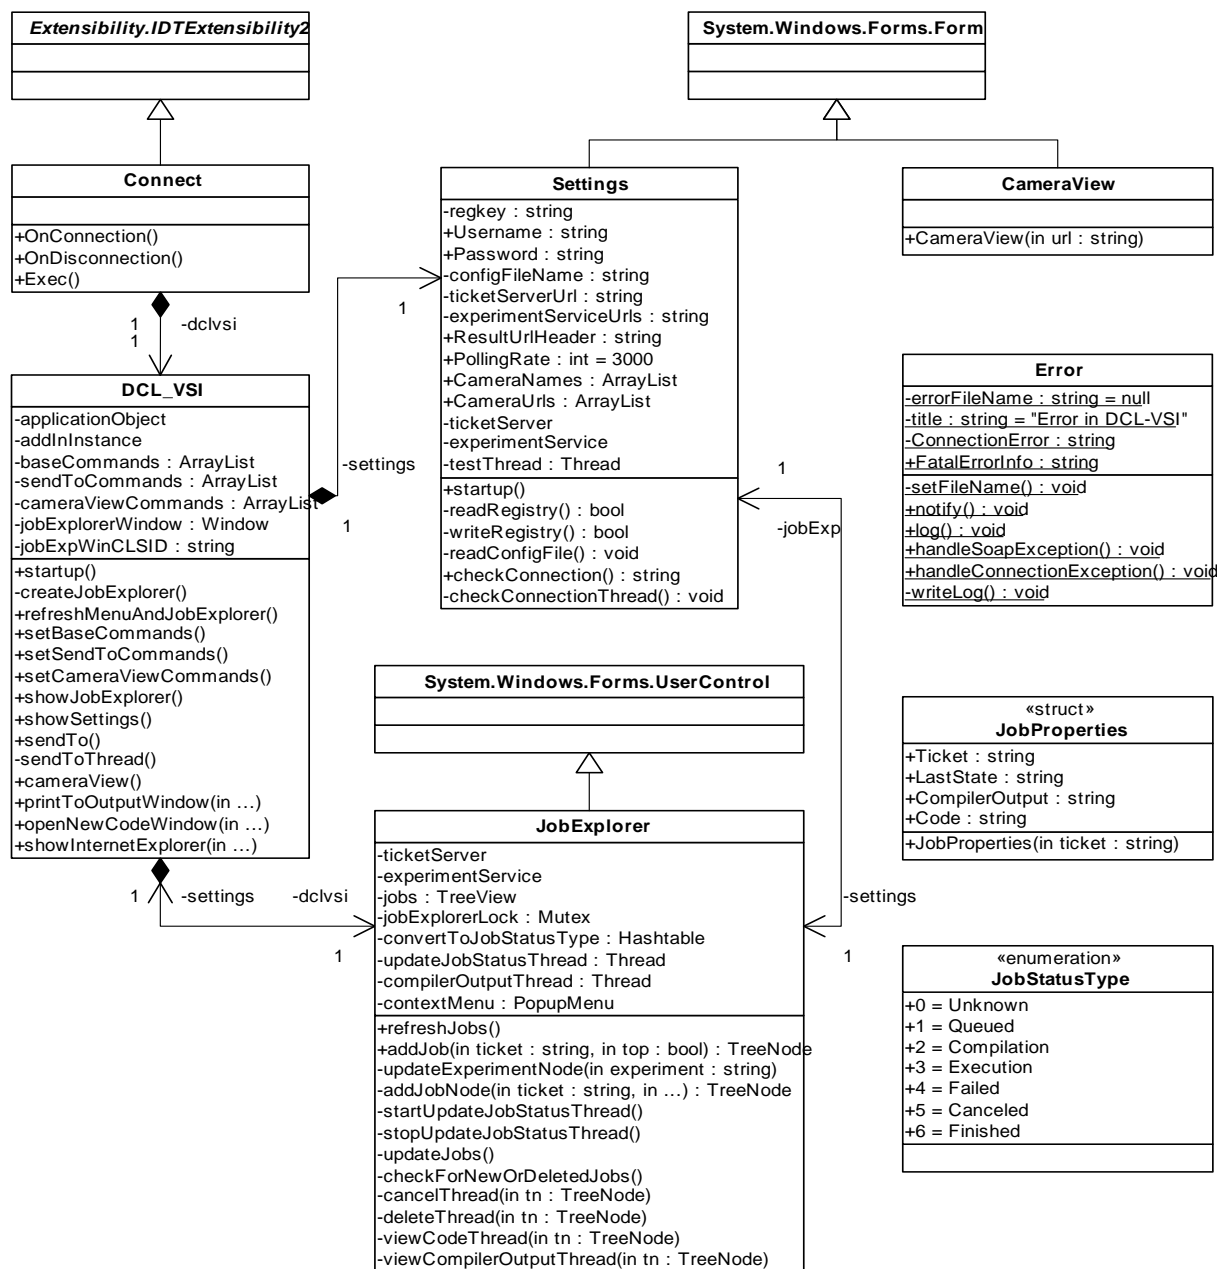 Extensibility.IDTExtensibility2
System.Windows.Forms.Form
Connect
+OnConnection()
+OnDisconnection()
+Exec()
Settings
-regkey : string
+Username : string
+Password : string
-configFileName : string
-ticketServerUrl : string
-experimentServiceUrls : string
+ResultUrlHeader : string
+PollingRate : int = 3000
+CameraNames : ArrayList
+CameraUrls : ArrayList
-ticketServer
-experimentService
-testThread : Thread
+startup()
-readRegistry() : bool
-writeRegistry() : bool
-readConfigFile() : void
+checkConnection() : string
-checkConnectionThread() : void
CameraView
+CameraView(in url : string)
1
-dclvsi
1
1
DCL_VSI
-applicationObject
-addInInstance
-baseCommands : ArrayList
-sendToCommands : ArrayList
-cameraViewCommands : ArrayList
-jobExplorerWindow : Window
-jobExpWinCLSID : string
+startup()
-createJobExplorer()
+refreshMenuAndJobExplorer()
+setBaseCommands()
+setSendToCommands()
+setCameraViewCommands()
+showJobExplorer()
+showSettings()
+sendTo()
-sendToThread()
+cameraView()
+printToOutputWindow(in ...)
+openNewCodeWindow(in ...)
+showInternetExplorer(in ...)
-settings
1
1
-jobExp
Error
-errorFileName : string = null
-title : string = "Error in DCL-VSI"
-ConnectionError : string
+FatalErrorInfo : string
-setFileName() : void
+notify() : void
+log() : void
+handleSoapException() : void
+handleConnectionException() : void
-writeLog() : void
System.Windows.Forms.UserControl
«struct»
JobProperties
+Ticket : string
+LastState : string
+CompilerOutput : string
+Code : string
+JobProperties(in ticket : string)
1
-settings
-dclvsi
1
-settings
1
JobExplorer
-ticketServer
-experimentService
-jobs : TreeView
-jobExplorerLock : Mutex
-convertToJobStatusType : Hashtable
-updateJobStatusThread : Thread
-compilerOutputThread : Thread
-contextMenu : PopupMenu
+refreshJobs()
+addJob(in ticket : string, in top : bool) : TreeNode
-updateExperimentNode(in experiment : string)
-addJobNode(in ticket : string, in ...) : TreeNode
-startUpdateJobStatusThread()
-stopUpdateJobStatusThread()
-updateJobs()
-checkForNewOrDeletedJobs()
-cancelThread(in tn : TreeNode)
-deleteThread(in tn : TreeNode)
-viewCodeThread(in tn : TreeNode)
-viewCompilerOutputThread(in tn : TreeNode)
«enumeration»
JobStatusType
+0 = Unknown
+1 = Queued
+2 = Compilation
+3 = Execution
+4 = Failed
+5 = Canceled
+6 = Finished